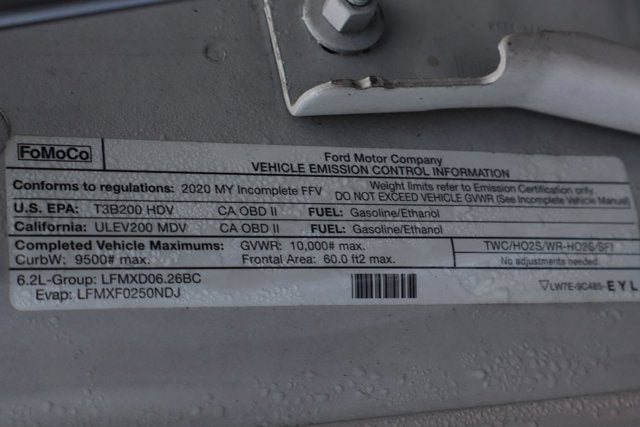 FoMoCo
Ford Motor Company
VEHICLE EMISSION CONTROL INFORMATION
Conforms to regulations: 2020 MY Incomplete FFV
Weight limits refer to Emission Certification only.
DO NOT EXCEED VEHICLE GVWR (See Incomplete Vehicle Manual)
U.S. EPA: T3B200 HDV CA OBD II FUEL: Gasoline/Ethanol
California: ULEV200 MDV CA OBD II FUEL: Gasoline/Ethanol
Completed Vehicle Maximums: GVWR: 10,000# max.
CurbW: 9500# max. Frontal Area: 60.0 ft2 max.
TWC/HO2S/WR-HO2S/SFI
No adjustments needed.
6.2L-Group: LFMXD06.26BC
Evap: LFMXF0250NDJ
LW7E-9C485-EYL